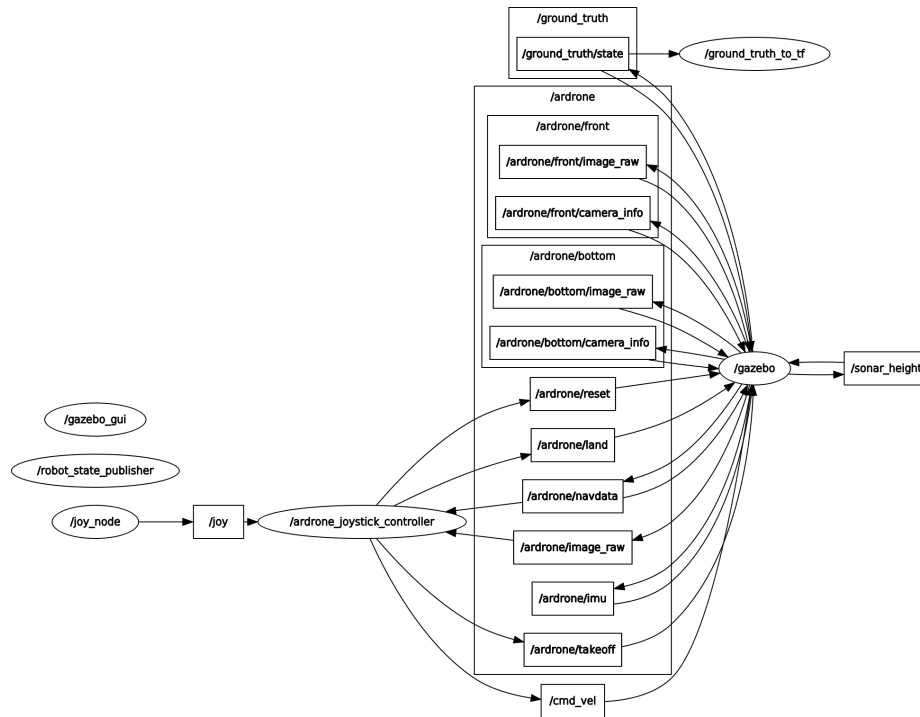 /ground_truth
/ground_truth/state
/ground_truth_to_tf
/ardrone
/ardrone/front
/ardrone/front/image_raw
/ardrone/front/camera_info
/ardrone/bottom
/ardrone/bottom/image_raw
/ardrone/bottom/camera_info
/gazebo
/sonar_height
/ardrone/reset
/gazebo_gui
/ardrone/land
/robot_state_publisher
/ardrone/navdata
/joy_node
/joy
/ardrone_joystick_controller
/ardrone/image_raw
/ardrone/imu
/ardrone/takeoff
/cmd_vel